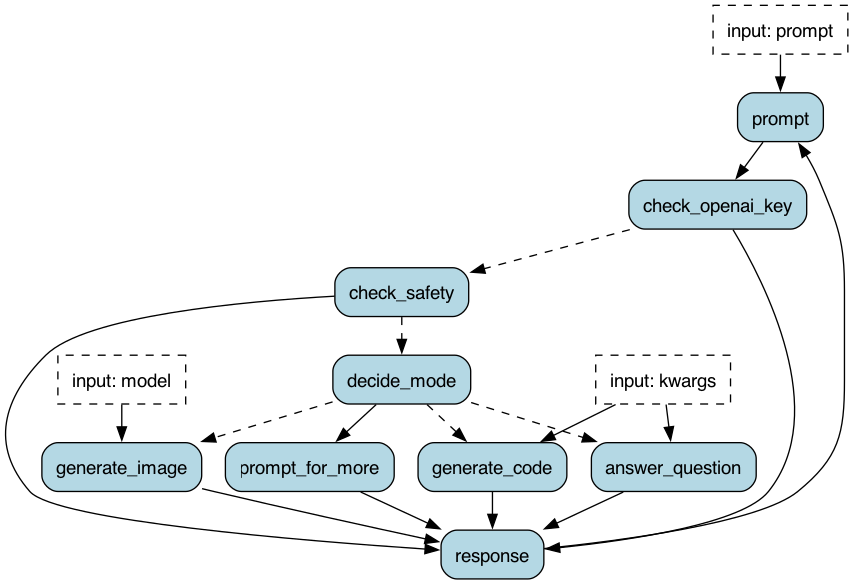 input: prompt
prompt
check_openai_key
check_safety
input: model
decide_mode
input: kwargs
generate_image
prompt_for_more
generate_code
answer_question
response